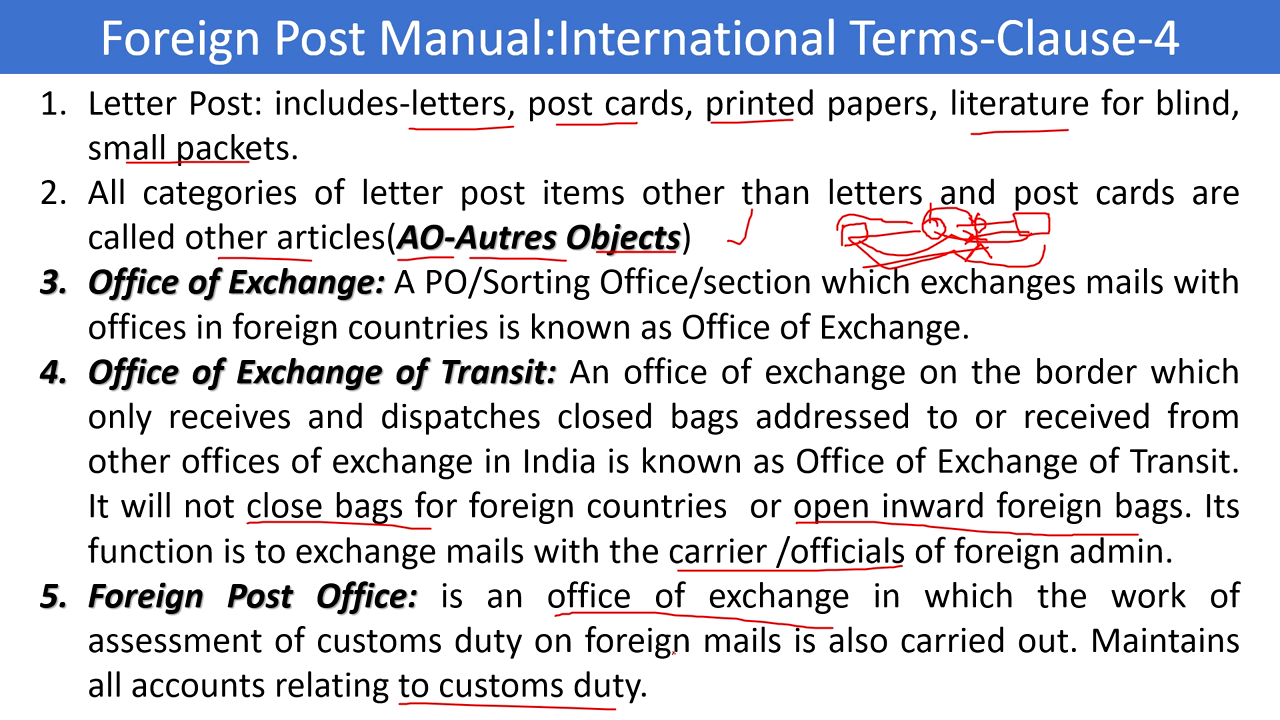 Foreign Post Manual:International Terms-Clause-4
1. Letter Post: includes-letters, post cards, printed papers, literature for blind,
small packets.
2. All categories of letter post items other than letters and post cards are
called other articles(AO-Autres Objects)
3. Office of Exchange: A PO/Sorting Office/section which exchanges mails with
offices in foreign countries is known as Office of Exchange.
4. Office of Exchange of Transit: An office of exchange on the border which
only receives and dispatches closed bags addressed to or received from
other offices of exchange in India is known as Office of Exchange of Transit.
It will not close bags for foreign countries or open inward foreign bags. Its
function is to exchange mails with the carrier /officials of foreign admin.
5. Foreign Post Office: is an office of exchange in which the work of
assessment of customs duty on foreign mails is also carried out. Maintains
all accounts relating to customs duty.